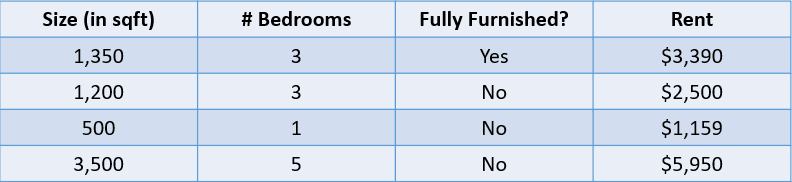 Size (in sqft) # Bedrooms Fully Furnished? Rent
1,350 3 Yes $3,390
1,200 3 No $2,500
500 1 No $1,159
3,500 5 No $5,950